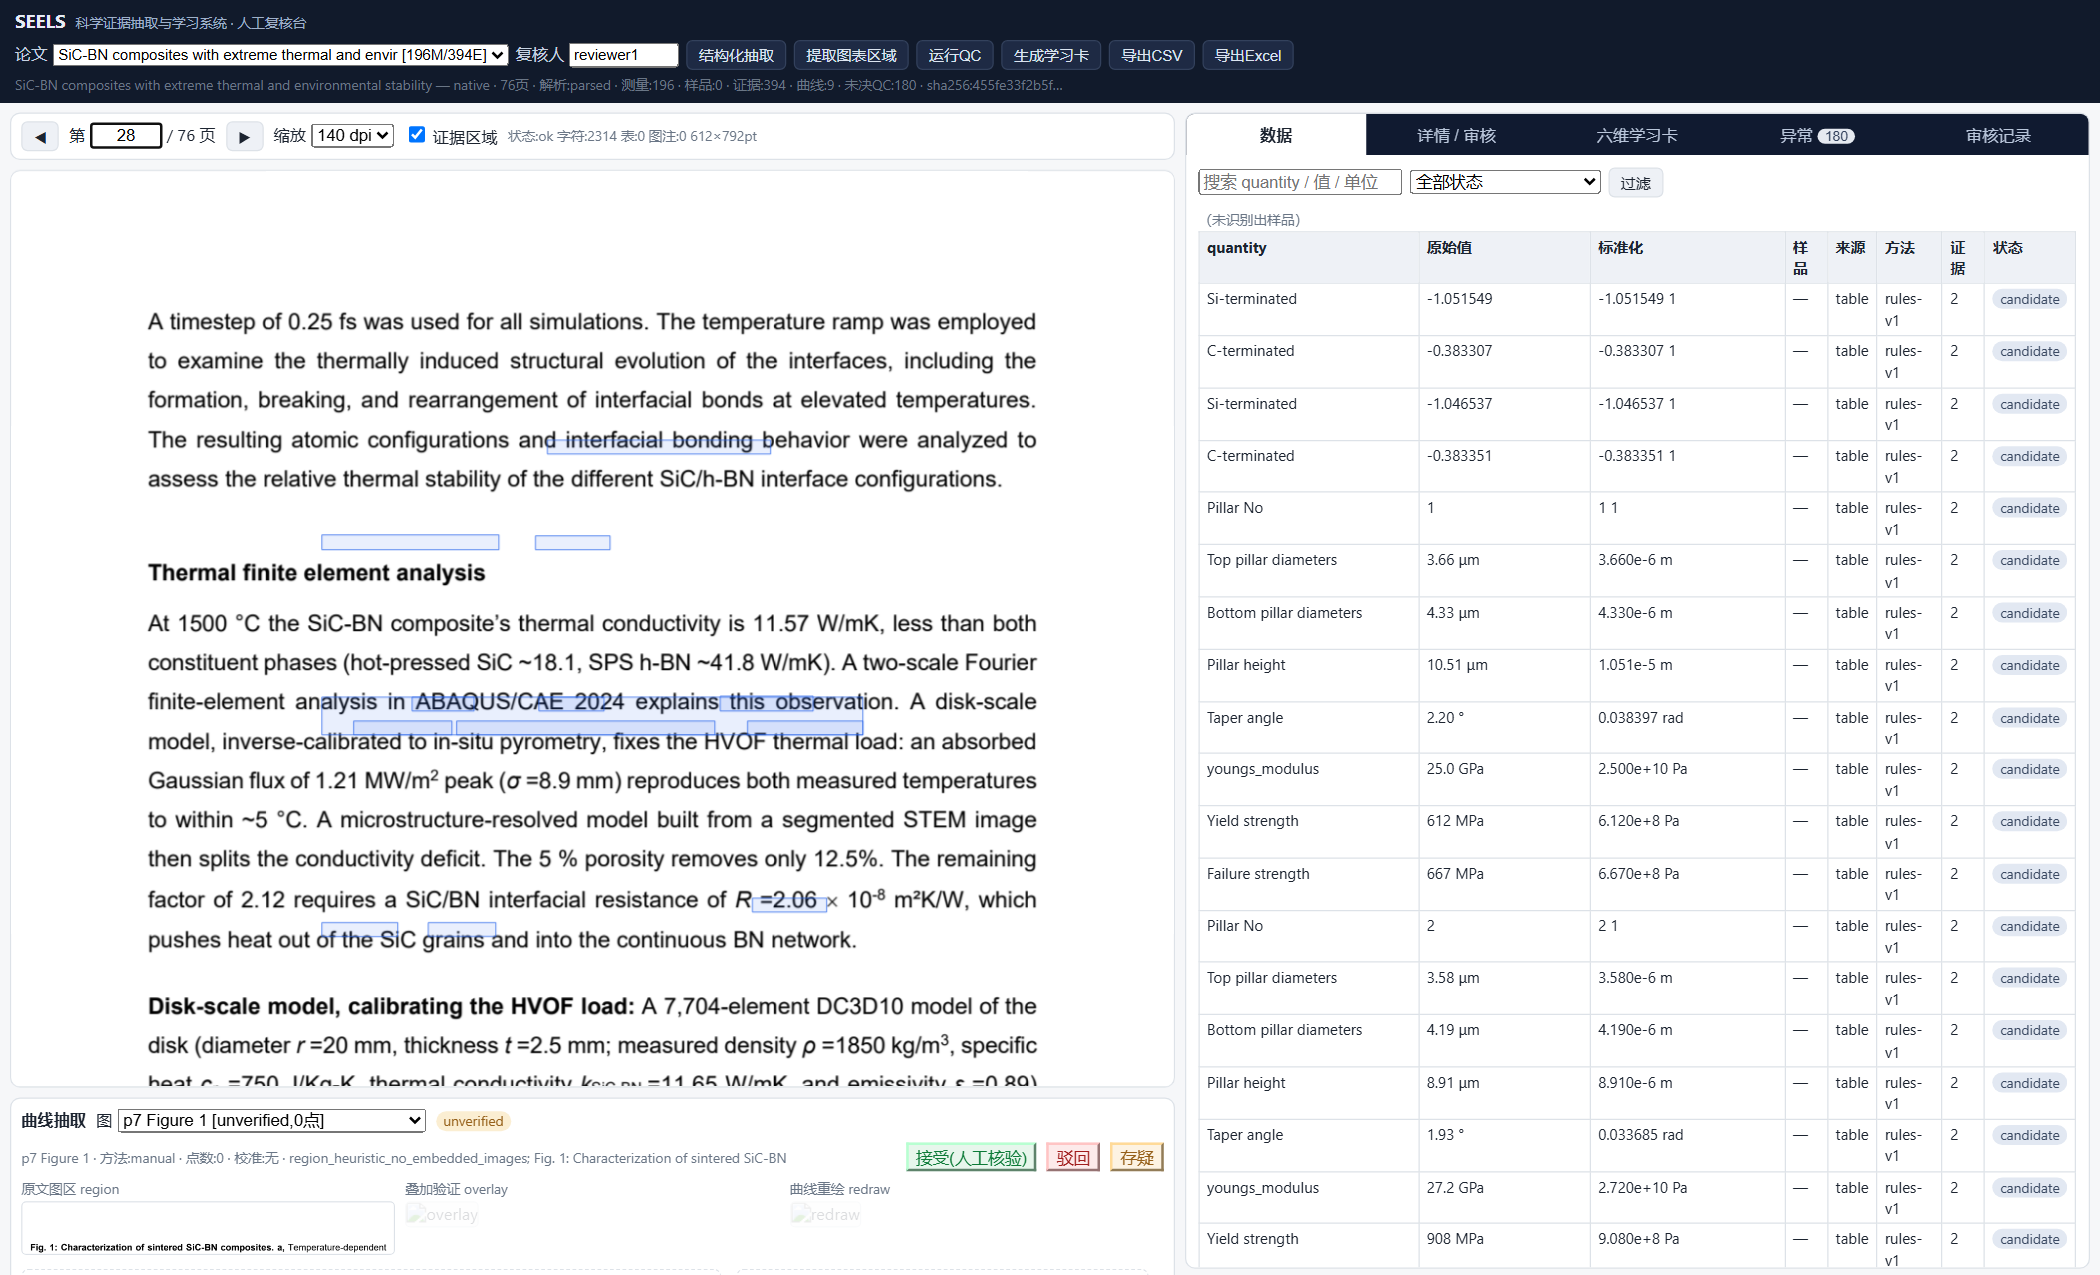 SEELS 科学证据抽取与学习系统 · 人工复核台
论文 SiC-BN composites with extreme thermal and envir [196M/394E] 复核人 reviewer1 结构化抽取 提取图表区域 运行QC 生成学习卡 导出CSV 导出Excel
SiC-BN composites with extreme thermal and environmental stability — native · 76页 · 解析:parsed · 测量:196 · 样品:0 · 证据:394 · 曲线:9 · 未决QC:180 · sha256:455fe33f2b5f…
◀ 第 28 / 76 页 ▶ 缩放 140 dpi 证据区域 状态:ok 字符:2314 表:0 图注:0 612×792pt
A timestep of 0.25 fs was used for all simulations. The temperature ramp was employed
to examine the thermally induced structural evolution of the interfaces, including the
formation, breaking, and rearrangement of interfacial bonds at elevated temperatures.
The resulting atomic configurations and interfacial bonding behavior were analyzed to
assess the relative thermal stability of the different SiC/h-BN interface configurations.
Thermal finite element analysis
At 1500 °C the SiC-BN composite’s thermal conductivity is 11.57 W/mK, less than both
constituent phases (hot-pressed SiC ~18.1, SPS h-BN ~41.8 W/mK). A two-scale Fourier
finite-element analysis in ABAQUS/CAE 2024 explains this observation. A disk-scale
model, inverse-calibrated to in-situ pyrometry, fixes the HVOF thermal load: an absorbed
Gaussian flux of 1.21 MW/m² peak (σ =8.9 mm) reproduces both measured temperatures
to within ~5 °C. A microstructure-resolved model built from a segmented STEM image
then splits the conductivity deficit. The 5 % porosity removes only 12.5%. The remaining
factor of 2.12 requires a SiC/BN interfacial resistance of R =2.06 × 10⁻⁸ m²K/W, which
pushes heat out of the SiC grains and into the continuous BN network.
Disk-scale model, calibrating the HVOF load: A 7,704-element DC3D10 model of the
disk (diameter r =20 mm, thickness t =2.5 mm; measured density ρ =1850 kg/m³, specific
heat =750 J/Kg-K, thermal conductivity =11.65 W/mK, and emissivity ε =0.89)
曲线抽取 图 p7 Figure 1 [unverified,0点] unverified
p7 Figure 1 · 方法:manual · 点数:0 · 校准:无 · region_heuristic_no_embedded_images; Fig. 1: Characterization of sintered SiC-BN 接受(人工核验) 驳回 存疑
原文图区 region 叠加验证 overlay 曲线重绘 redraw
overlay redraw
Fig. 1: Characterization of sintered SiC-BN composites. a, Temperature-dependent
数据 详情 / 审核 六维学习卡 异常 180 审核记录
搜索 quantity / 值 / 单位 全部状态 过滤
(未识别出样品)
quantity 原始值 标准化 样品 来源 方法 证据 状态
Si-terminated -1.051549 -1.051549 1 — table rules-v1 2 candidate
C-terminated -0.383307 -0.383307 1 — table rules-v1 2 candidate
Si-terminated -1.046537 -1.046537 1 — table rules-v1 2 candidate
C-terminated -0.383351 -0.383351 1 — table rules-v1 2 candidate
Pillar No 1 1 1 — table rules-v1 2 candidate
Top pillar diameters 3.66 µm 3.660e-6 m — table rules-v1 2 candidate
Bottom pillar diameters 4.33 µm 4.330e-6 m — table rules-v1 2 candidate
Pillar height 10.51 µm 1.051e-5 m — table rules-v1 2 candidate
Taper angle 2.20 ° 0.038397 rad — table rules-v1 2 candidate
youngs_modulus 25.0 GPa 2.500e+10 Pa — table rules-v1 2 candidate
Yield strength 612 MPa 6.120e+8 Pa — table rules-v1 2 candidate
Failure strength 667 MPa 6.670e+8 Pa — table rules-v1 2 candidate
Pillar No 2 2 1 — table rules-v1 2 candidate
Top pillar diameters 3.58 µm 3.580e-6 m — table rules-v1 2 candidate
Bottom pillar diameters 4.19 µm 4.190e-6 m — table rules-v1 2 candidate
Pillar height 8.91 µm 8.910e-6 m — table rules-v1 2 candidate
Taper angle 1.93 ° 0.033685 rad — table rules-v1 2 candidate
youngs_modulus 27.2 GPa 2.720e+10 Pa — table rules-v1 2 candidate
Yield strength 908 MPa 9.080e+8 Pa — table rules-v1 2 candidate